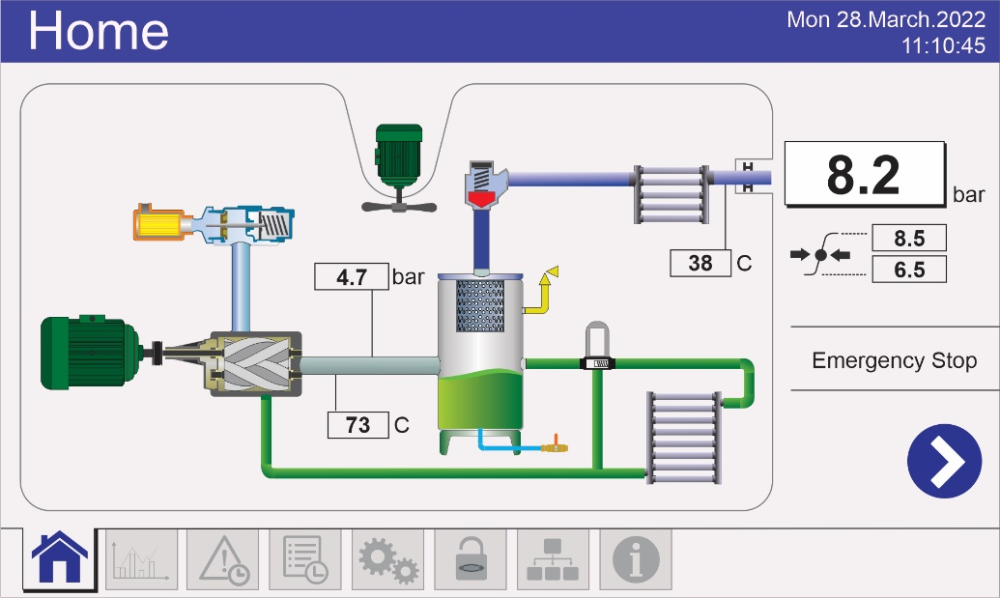 Home
Mon 28.March.2022
11:10:45
8.2 bar
8.5
6.5
38 C
4.7 bar
73 C
Emergency Stop